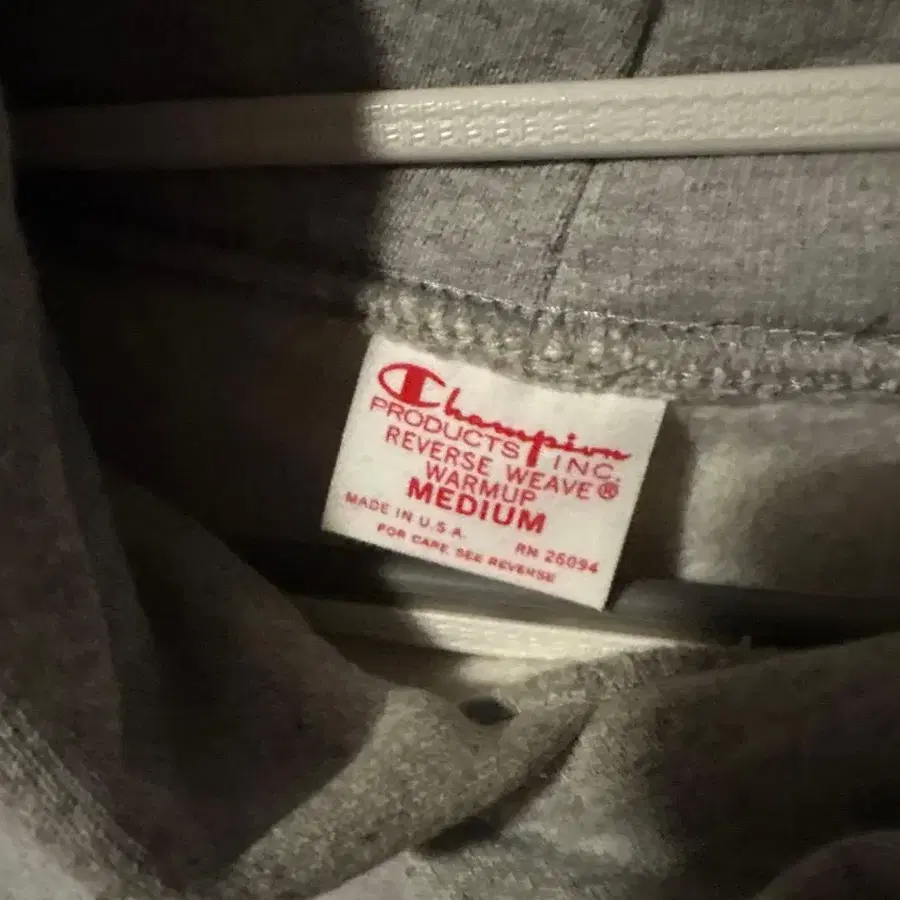 Champion
PRODUCTS INC.
REVERSE WEAVE®
WARMUP
MEDIUM
MADE IN U.S.A. RN 26094
FOR CARE SEE REVERSE